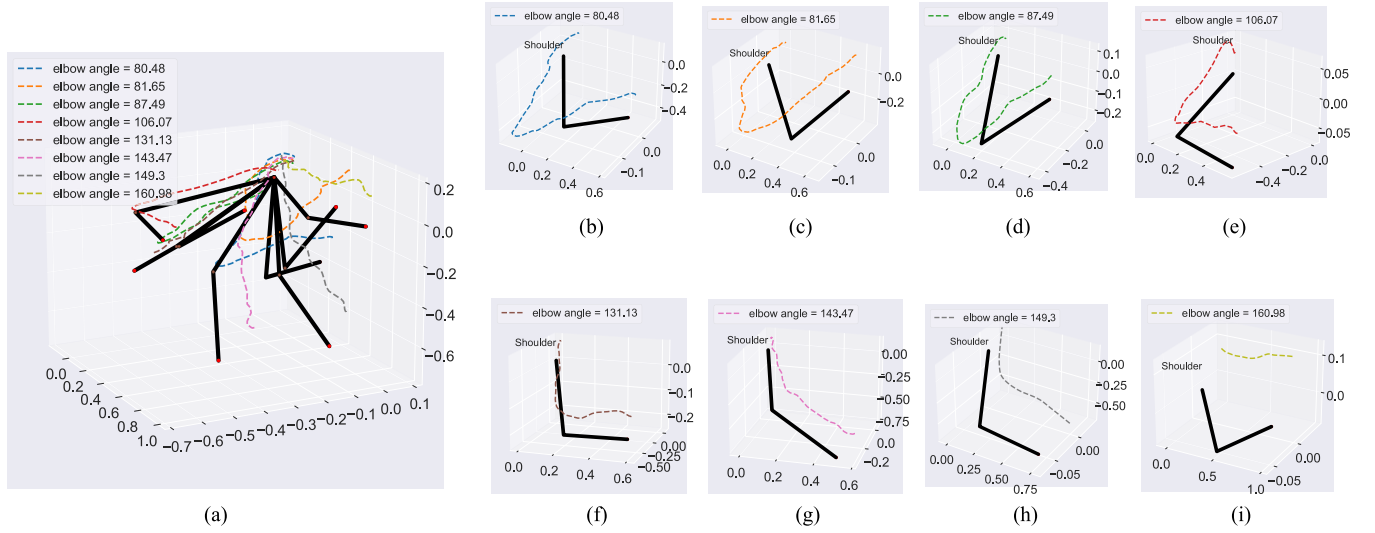 elbow angle = 80.48
elbow angle = 81.65
elbow angle = 87.49
elbow angle = 106.07
elbow angle = 131.13
elbow angle = 143.47
elbow angle = 149.3
elbow angle = 160.98
0.2
0.0
−0.2
−0.4
−0.6
0.0
0.2
0.4
0.6
0.8
1.0
−0.7
−0.6
−0.5
−0.4
−0.3
−0.2
−0.1
0.0
0.1
(a)
elbow angle = 80.48
Shoulder
0.0
−0.2
−0.4
0.0
0.0
0.2
0.4
0.6
−0.1
(b)
elbow angle = 81.65
Shoulder
0.0
−0.2
0.0
0.0
0.2
0.4
0.6
−0.1
(c)
elbow angle = 87.49
Shoulder
0.1
0.0
−0.1
−0.2
0.0
−0.2
−0.4
0.0
0.2
0.4
(d)
elbow angle = 106.07
Shoulder
0.05
0.00
−0.05
0.0
−0.2
−0.4
0.0
0.2
0.4
(e)
elbow angle = 131.13
Shoulder
0.0
−0.1
−0.2
0.00
−0.25
−0.50
0.0
0.2
0.4
0.6
(f)
elbow angle = 143.47
Shoulder
0.00
−0.25
−0.50
−0.75
0.0
−0.2
0.0
0.2
0.4
0.6
(g)
elbow angle = 149.3
Shoulder
0.00
−0.25
−0.50
0.00
−0.05
0.00
0.25
0.50
0.75
(h)
elbow angle = 160.98
Shoulder
0.1
0.0
0.00
−0.05
0.0
0.5
1.0
(i)